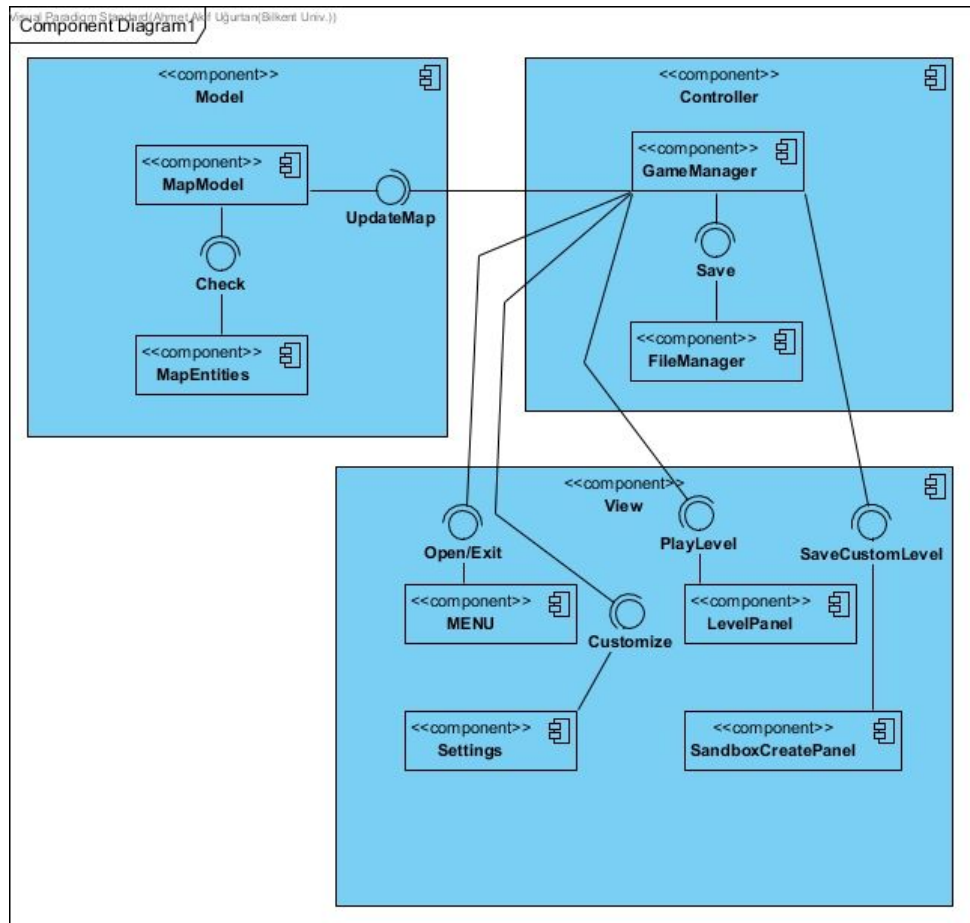 Visual Paradigm Standard(Ahmet Akif Uğurtan(Bilkent Univ.))
Component Diagram1
<<component>>
Model
<<component>>
MapModel
UpdateMap
Check
<<component>>
MapEntities
<<component>>
Controller
<<component>>
GameManager
Save
<<component>>
FileManager
<<component>>
View
Open/Exit
PlayLevel
SaveCustomLevel
<<component>>
MENU
Customize
<<component>>
LevelPanel
<<component>>
Settings
<<component>>
SandboxCreatePanel